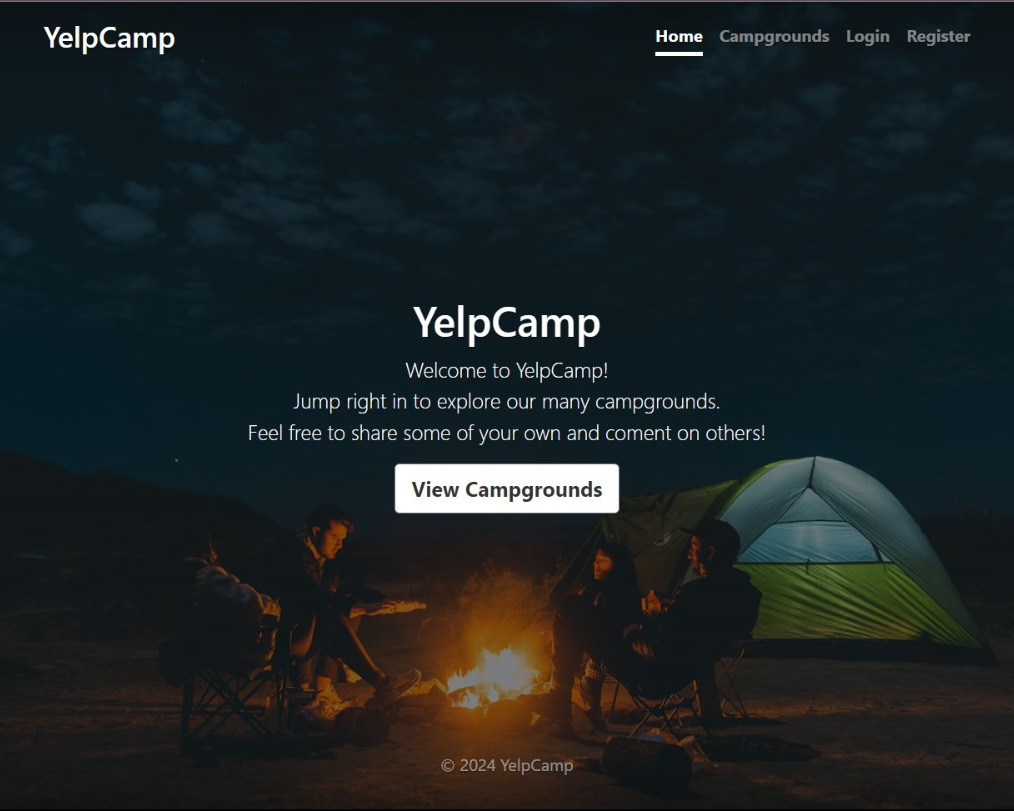 YelpCamp
Home Campgrounds Login Register
YelpCamp
Welcome to YelpCamp!
Jump right in to explore our many campgrounds.
Feel free to share some of your own and coment on others!
View Campgrounds
© 2024 YelpCamp